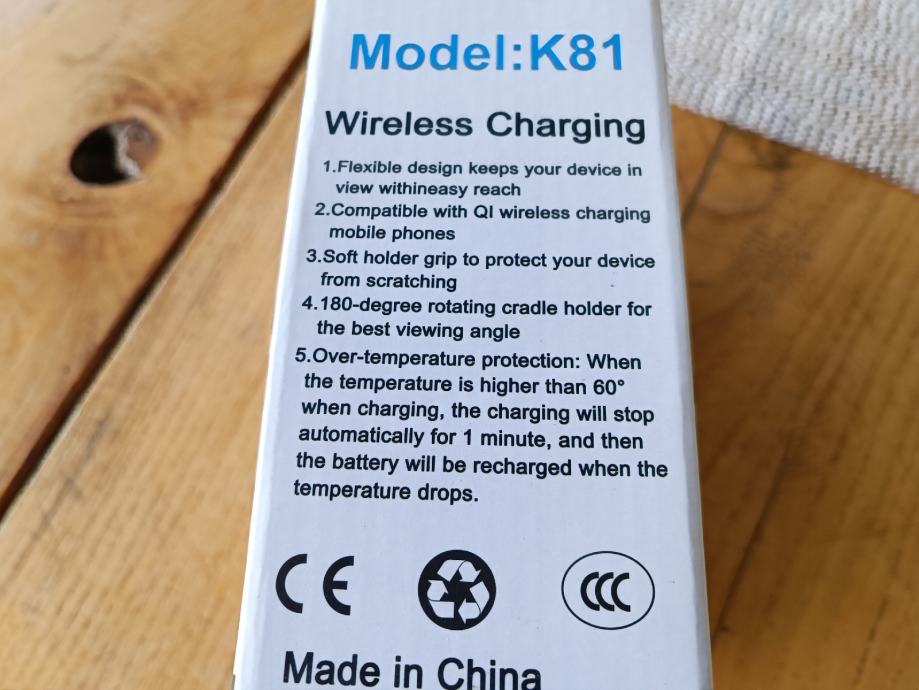 Model:K81
Wireless Charging
1.Flexible design keeps your device in
view withineasy reach
2.Compatible with QI wireless charging
mobile phones
3.Soft holder grip to protect your device
from scratching
4.180-degree rotating cradle holder for
the best viewing angle
5.Over-temperature protection: When
the temperature is higher than 60°
when charging, the charging will stop
automatically for 1 minute, and then
the battery will be recharged when the
temperature drops.
CE CCC
Made in China